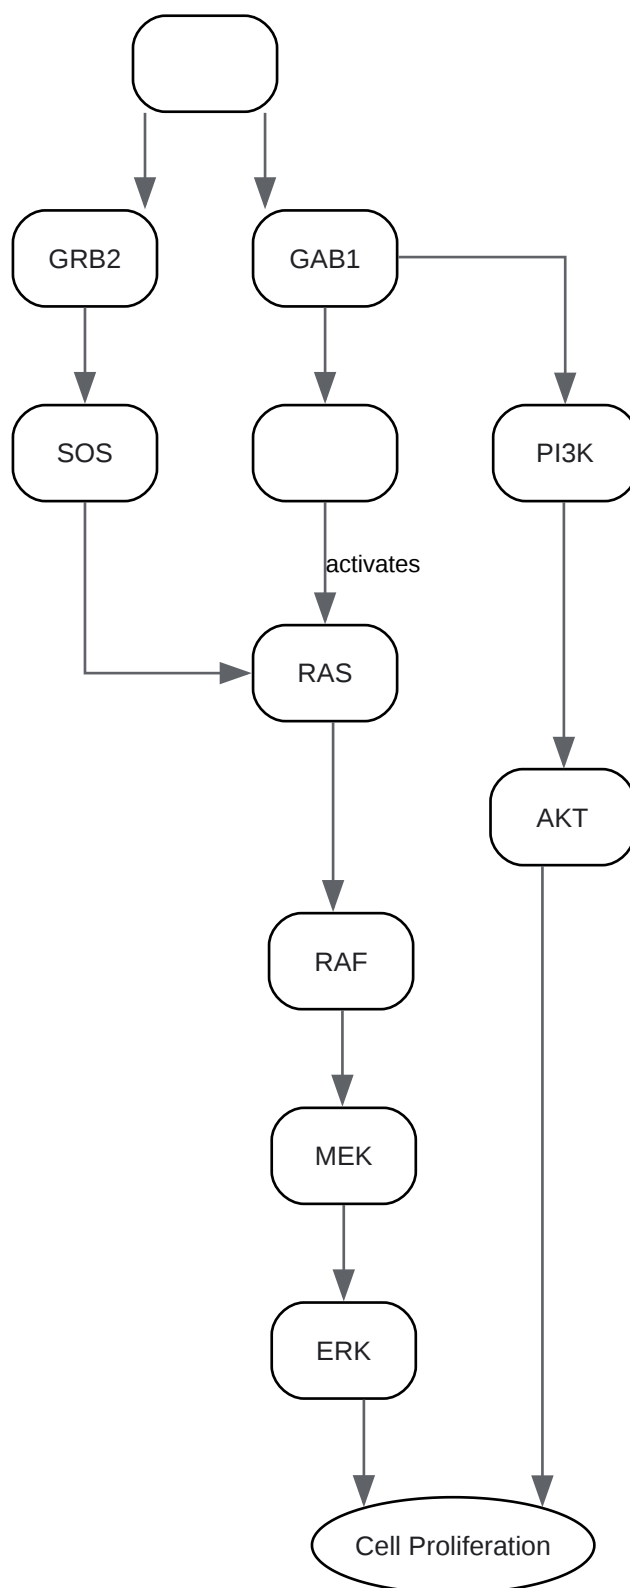 GRB2
GAB1
SOS
PI3K
activates
RAS
AKT
RAF
MEK
ERK
Cell Proliferation